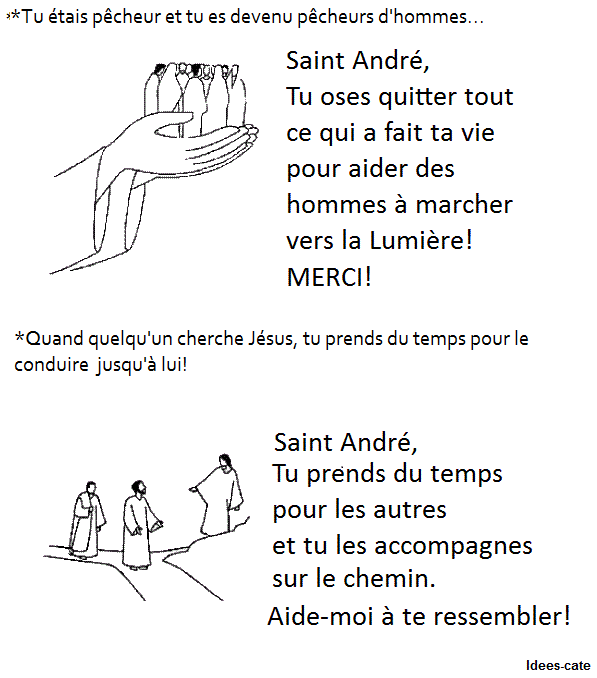 *Tu étais pêcheur et tu es devenu pêcheurs d'hommes...
Saint André,
Tu oses quitter tout
ce qui a fait ta vie
pour aider des
hommes à marcher
vers la Lumière!
MERCI!
*Quand quelqu'un cherche Jésus, tu prends du temps pour le
conduire jusqu'à lui!
Saint André,
Tu prends du temps
pour les autres
et tu les accompagnes
sur le chemin.
Aide-moi à te ressembler!
Idees-cate